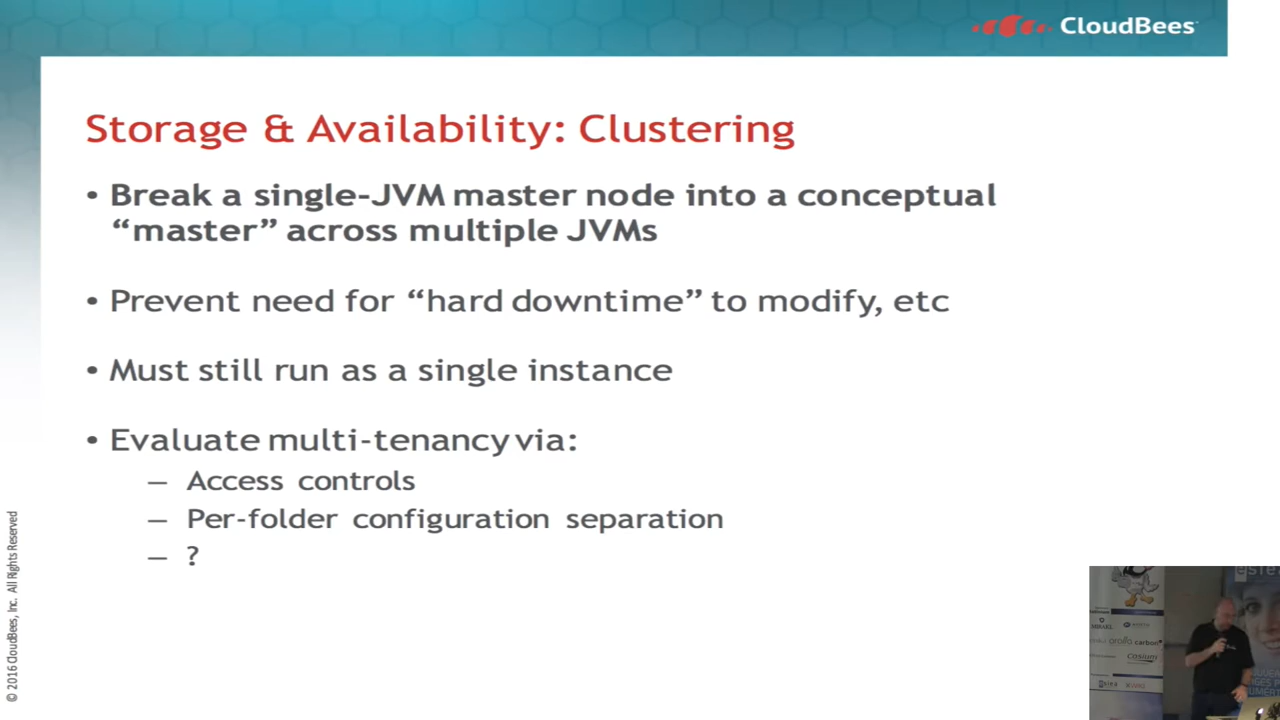 CloudBees
Storage & Availability: Clustering
• Break a single-JVM master node into a conceptual
“master” across multiple JVMs
• Prevent need for “hard downtime” to modify, etc
• Must still run as a single instance
• Evaluate multi-tenancy via:
– Access controls
– Per-folder configuration separation
– ?
© 2016 CloudBees, Inc. All Rights Reserved
carbon